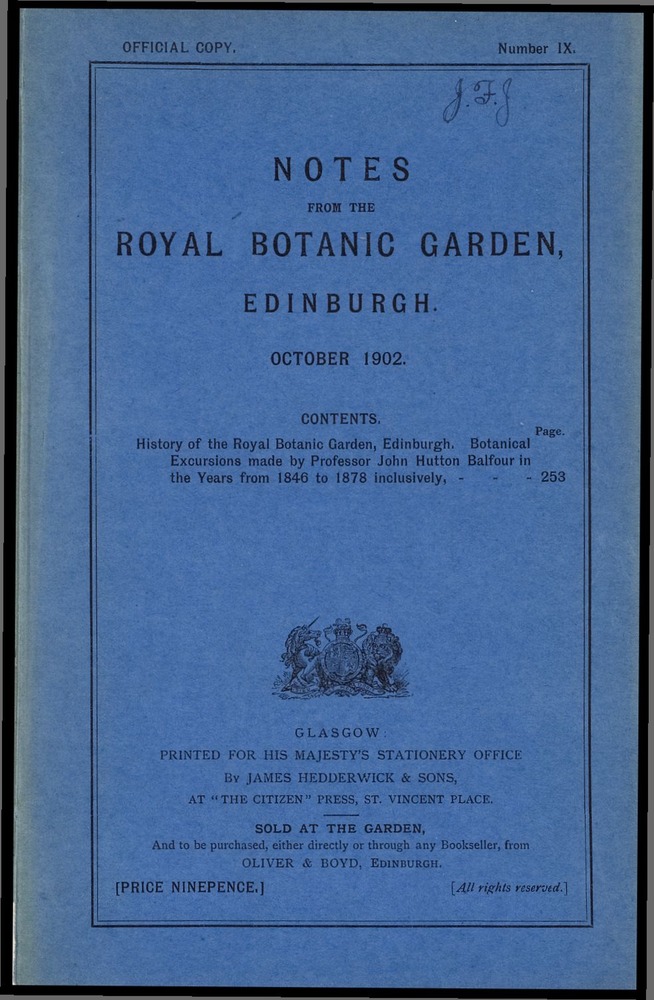 OFFICIAL COPY. Number IX.
J.F.J
NOTES
FROM THE
ROYAL BOTANIC GARDEN,
EDINBURGH.
OCTOBER 1902.
CONTENTS.
Page.
History of the Royal Botanic Garden, Edinburgh. Botanical
Excursions made by Professor John Hutton Balfour in
the Years from 1846 to 1878 inclusively, - - - 253
GLASGOW.
PRINTED FOR HIS MAJESTY'S STATIONERY OFFICE
By JAMES HEDDERWICK & SONS,
AT "THE CITIZEN" PRESS, ST. VINCENT PLACE.
SOLD AT THE GARDEN,
And to be purchased, either directly or through any Bookseller, from
OLIVER & BOYD, EDINBURGH.
[PRICE NINEPENCE.] [All rights reserved.]